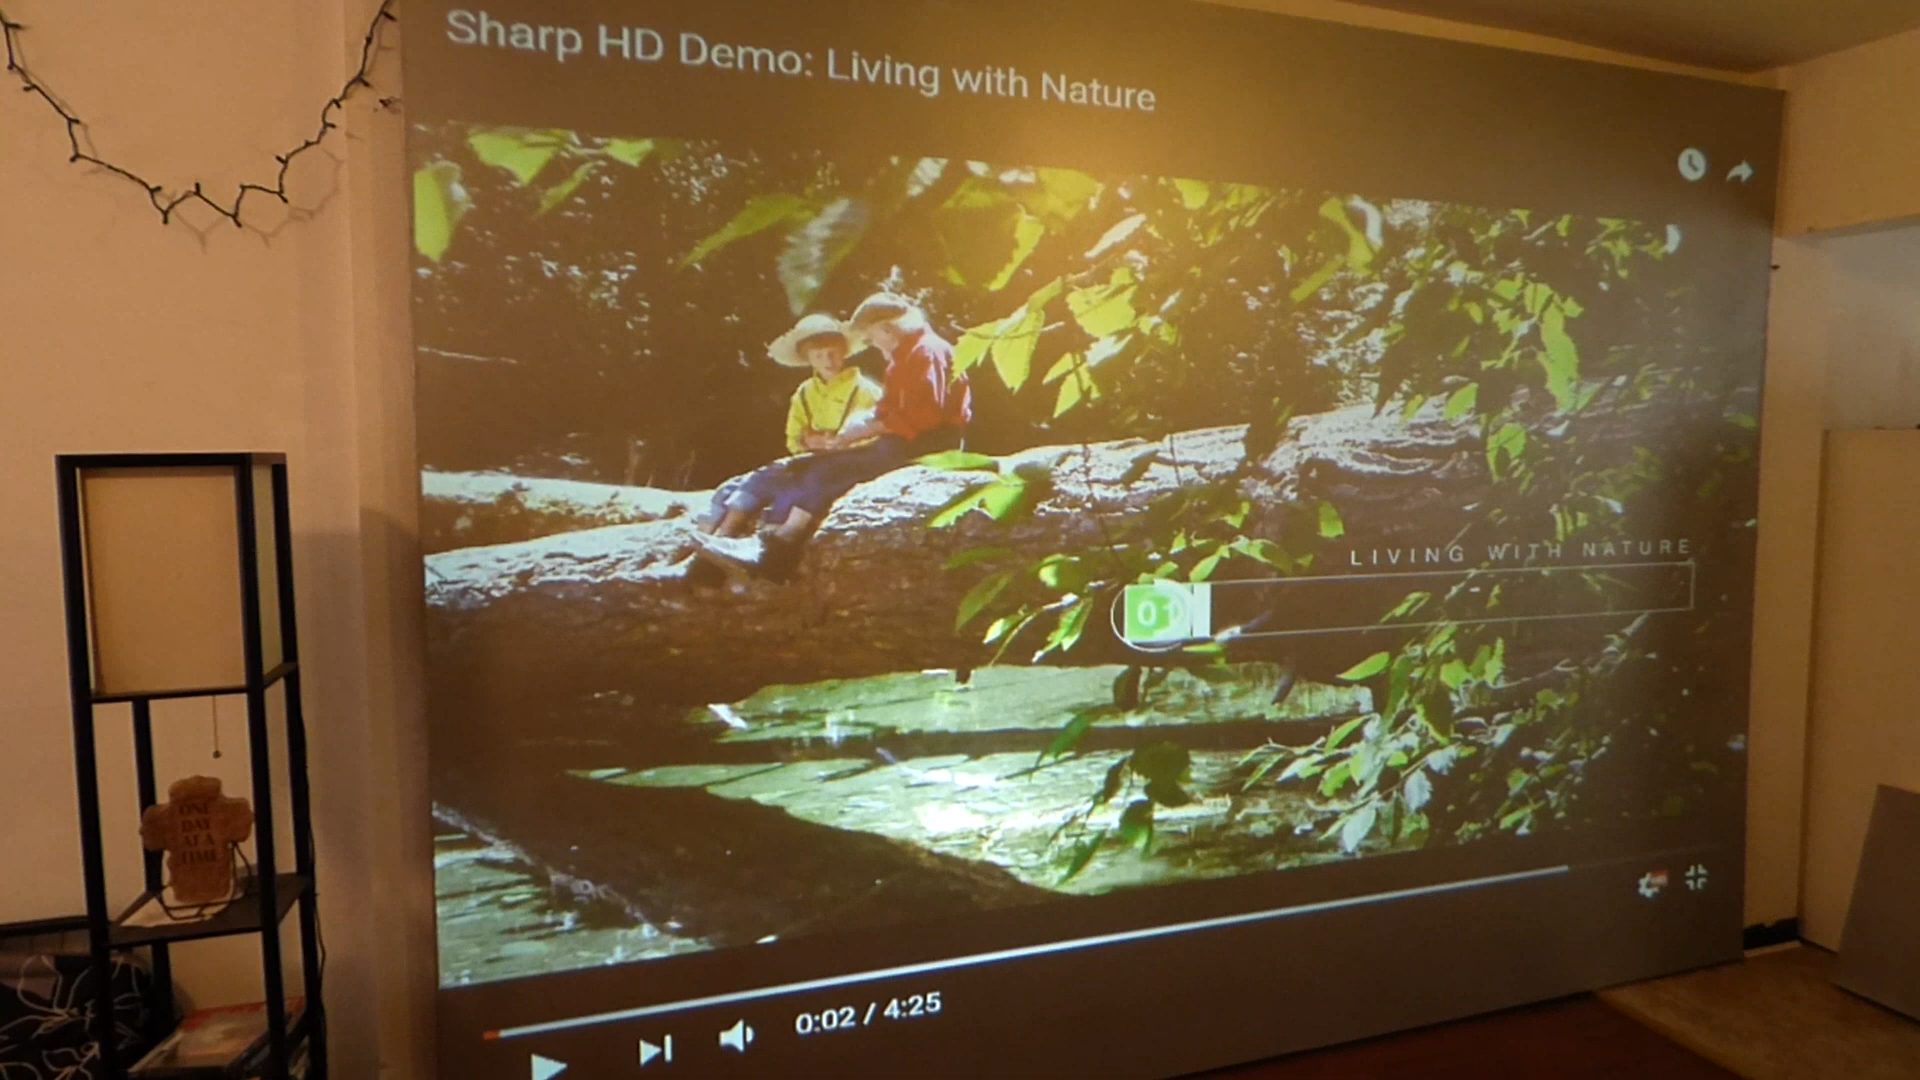 Sharp HD Demo: Living with Nature
LIVING WITH NATURE
01
ONE
DAY
AT A
TIME
0:02 / 4:25